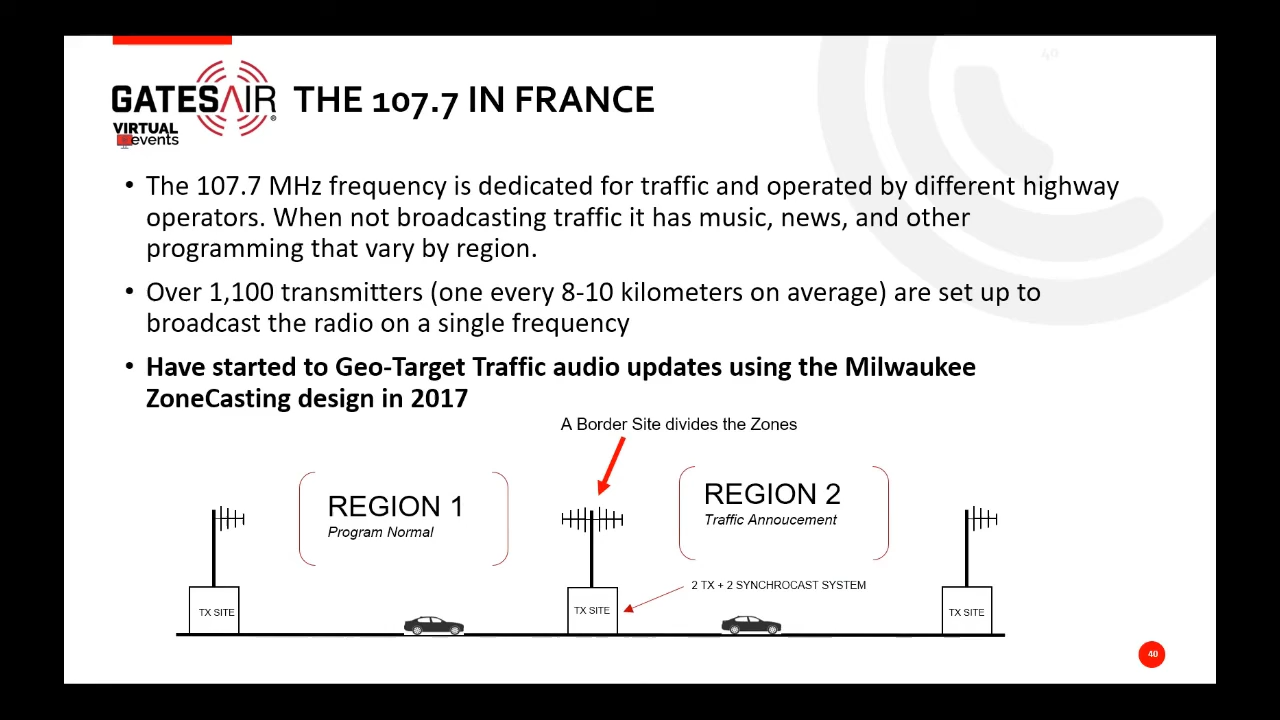 40
GATESAIR®
VIRTUAL
events
THE 107.7 IN FRANCE
• The 107.7 MHz frequency is dedicated for traffic and operated by different highway
operators. When not broadcasting traffic it has music, news, and other
programming that vary by region.
• Over 1,100 transmitters (one every 8-10 kilometers on average) are set up to
broadcast the radio on a single frequency
• Have started to Geo-Target Traffic audio updates using the Milwaukee
ZoneCasting design in 2017
A Border Site divides the Zones
REGION 1
Program Normal
REGION 2
Traffic Annoucement
2 TX + 2 SYNCHROCAST SYSTEM
TX SITE
TX SITE
TX SITE
40